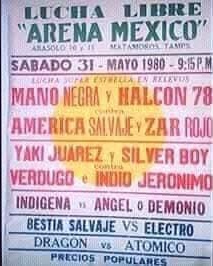 LUCHA LIBRE
"ARENA MEXICO"
ABASOLO 10 y 11 MATAMOROS, TAMPS.
SABADO 31 - MAYO 1980 - 9:15 P.M.
LUCHA SUPER ESTRELLA EN RELEVOS
MANO NEGRA y HALCON 78
contra
AMERICA SALVAJE y ZAR ROJO
YAKI JUAREZ y SILVER BOY
contra
VERDUGO e INDIO JERONIMO
INDIGENA vs ANGEL o DEMONIO
BESTIA SALVAJE VS ELECTRO
DRAGON vs ATOMICO
PRECIOS POPULARES